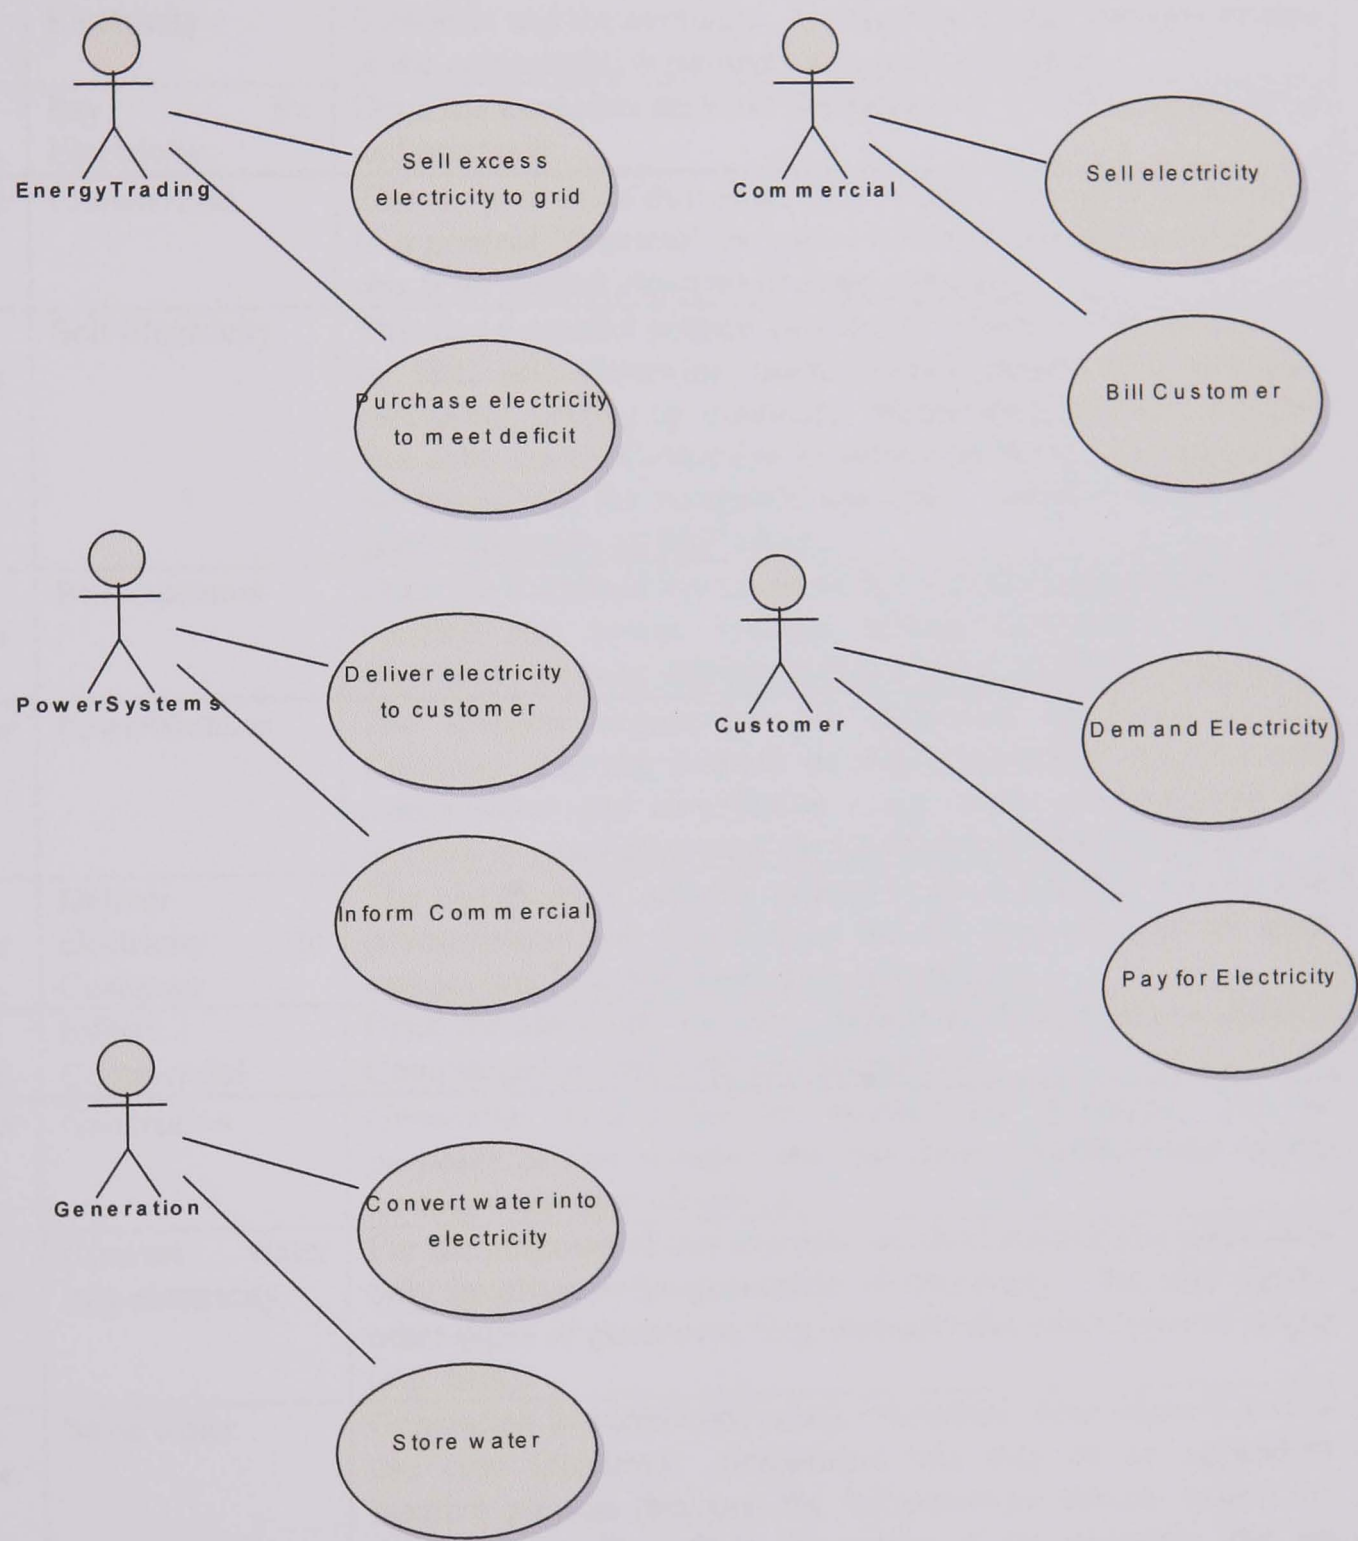 EnergyTrading
Sell excess
electricity to grid
Purchase electricity
to meet deficit
Commercial
Sell electricity
Bill Customer
PowerSystems
Deliver electricity
to customer
Inform Commercial
Customer
Demand Electricity
Pay for Electricity
Generation
Convert water into
electricity
Store water